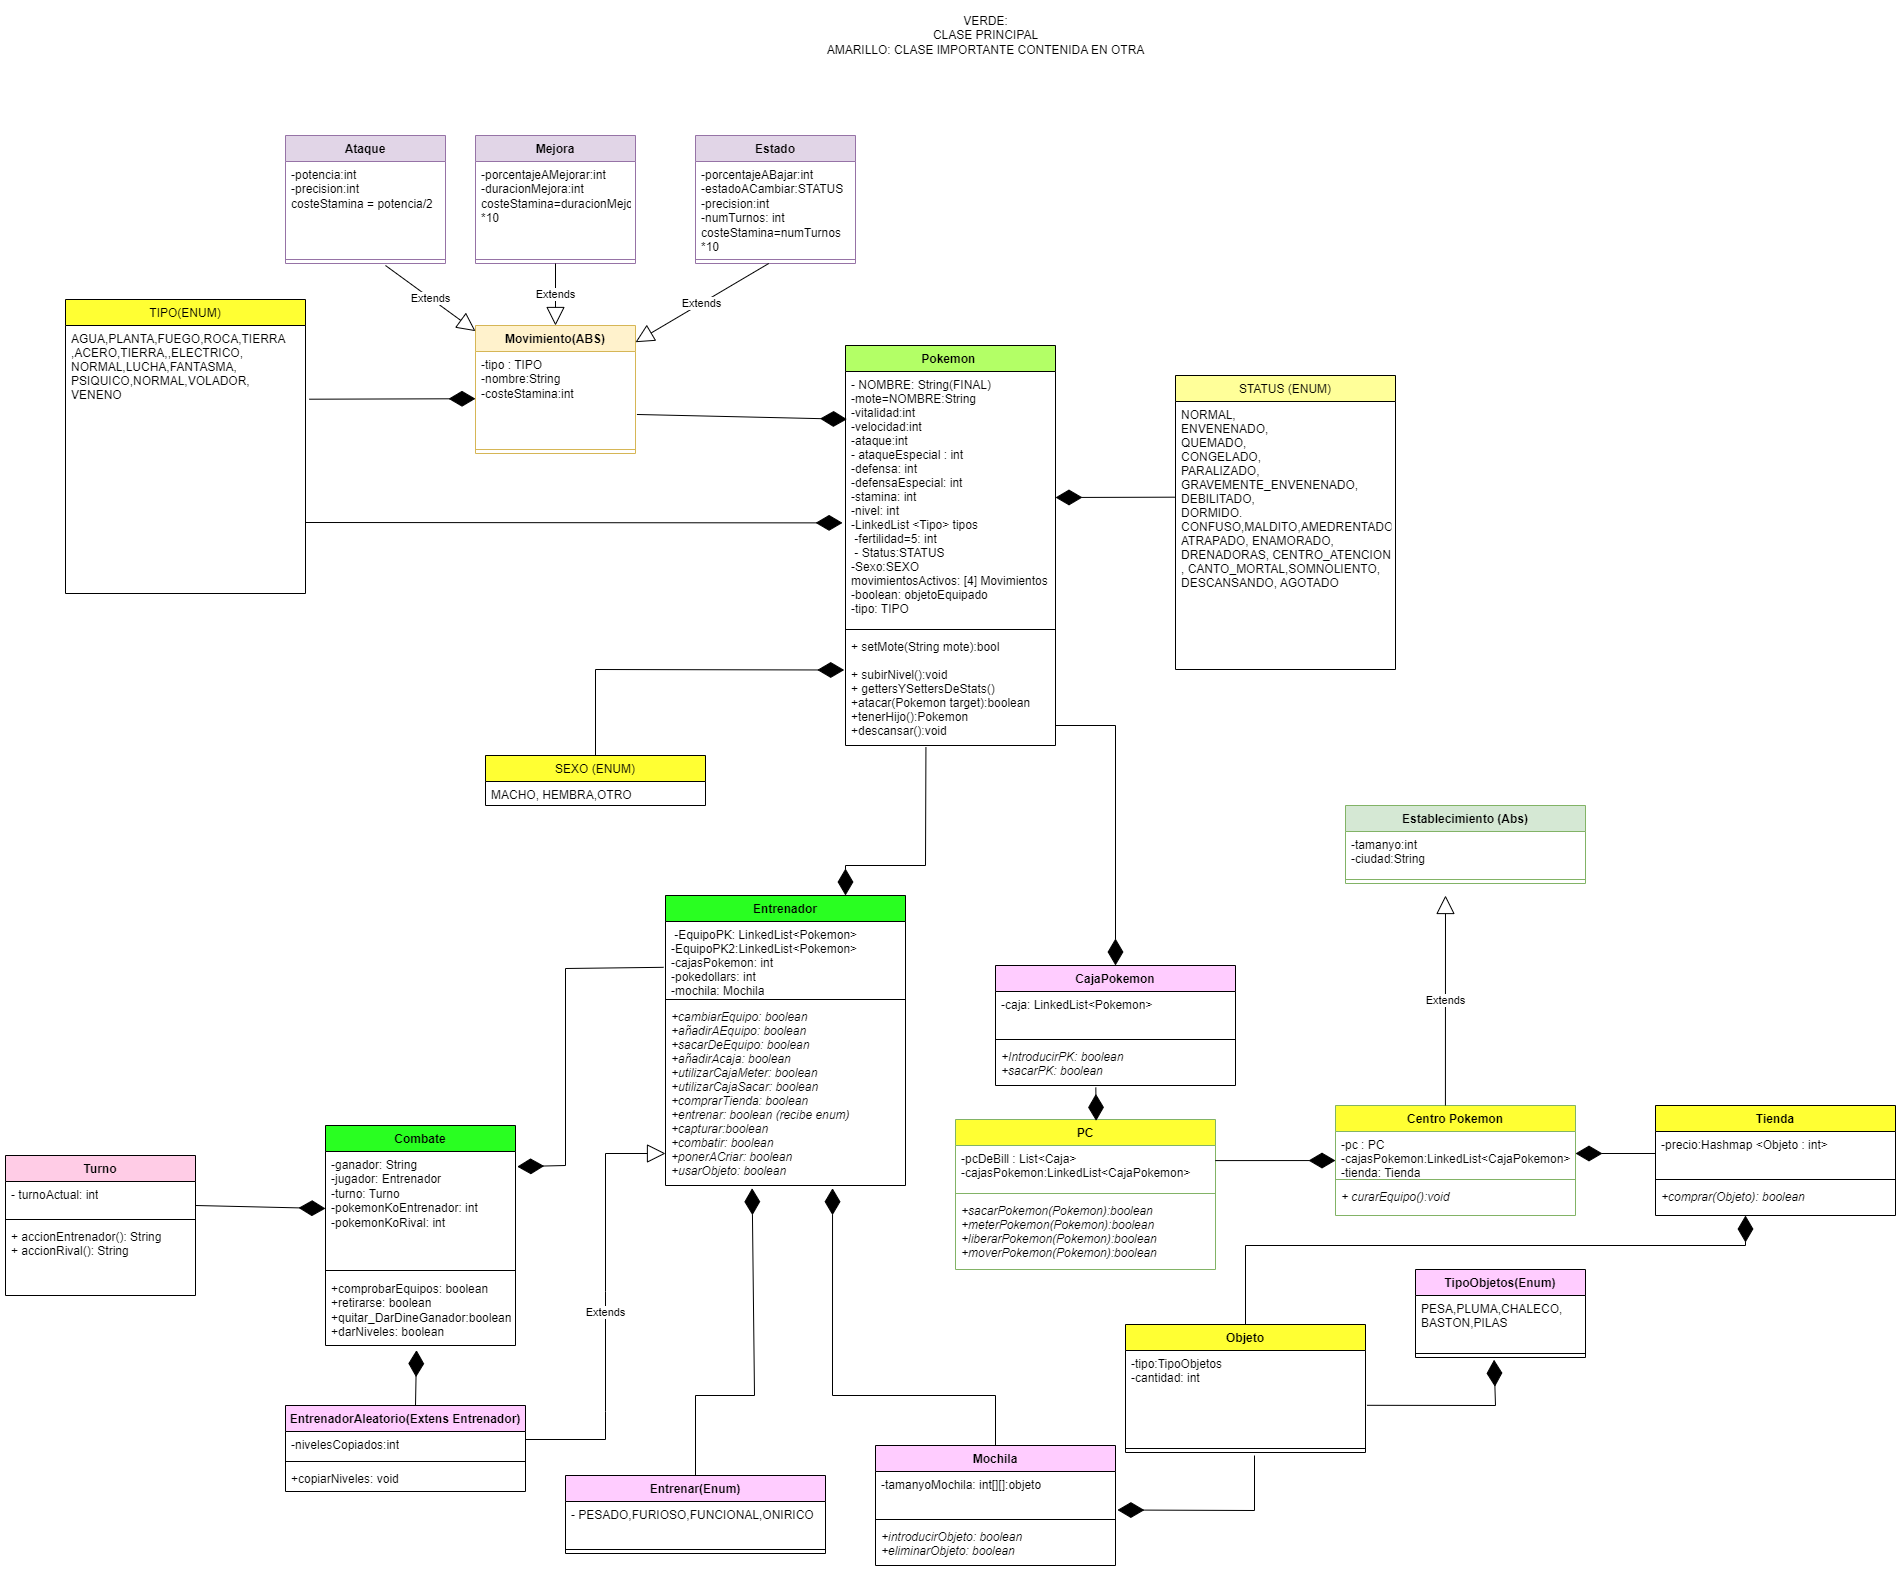 VERDE:
CLASE PRINCIPAL
AMARILLO: CLASE IMPORTANTE CONTENIDA EN OTRA
Ataque
-potencia:int
-precision:int
costeStamina = potencia/2
Mejora
-porcentajeAMejorar:int
-duracionMejora:int
costeStamina=duracionMejo
*10
Estado
-porcentajeABajar:int
-estadoACambiar:STATUS
-precision:int
-numTurnos: int
costeStamina=numTurnos
*10
Extends
Extends
Extends
TIPO(ENUM)
AGUA,PLANTA,FUEGO,ROCA,TIERRA
,ACERO,TIERRA,,ELECTRICO,
NORMAL,LUCHA,FANTASMA,
PSIQUICO,NORMAL,VOLADOR,
VENENO
Movimiento(ABS)
-tipo : TIPO
-nombre:String
-costeStamina:int
Pokemon
- NOMBRE: String(FINAL)
-mote=NOMBRE:String
-vitalidad:int
-velocidad:int
-ataque:int
- ataqueEspecial : int
-defensa: int
-defensaEspecial: int
-stamina: int
-nivel: int
-LinkedList <Tipo> tipos
-fertilidad=5: int
- Status:STATUS
-Sexo:SEXO
movimientosActivos: [4] Movimientos
-boolean: objetoEquipado
-tipo: TIPO
+ setMote(String mote):bool
+ subirNivel():void
+ gettersYSettersDeStats()
+atacar(Pokemon target):boolean
+tenerHijo():Pokemon
+descansar():void
STATUS (ENUM)
NORMAL,
ENVENENADO,
QUEMADO,
CONGELADO,
PARALIZADO,
GRAVEMENTE_ENVENENADO,
DEBILITADO,
DORMIDO.
CONFUSO,MALDITO,AMEDRENTADO
ATRAPADO, ENAMORADO,
DRENADORAS, CENTRO_ATENCION
, CANTO_MORTAL,SOMNOLIENTO,
DESCANSANDO, AGOTADO
SEXO (ENUM)
MACHO, HEMBRA,OTRO
Establecimiento (Abs)
-tamanyo:int
-ciudad:String
Extends
Entrenador
-EquipoPK: LinkedList<Pokemon>
-EquipoPK2:LinkedList<Pokemon>
-cajasPokemon: int
-pokedollars: int
-mochila: Mochila
+cambiarEquipo: boolean
+añadirAEquipo: boolean
+sacarDeEquipo: boolean
+añadirAcaja: boolean
+utilizarCajaMeter: boolean
+utilizarCajaSacar: boolean
+comprarTienda: boolean
+entrenar: boolean (recibe enum)
+capturar:boolean
+combatir: boolean
+ponerACriar: boolean
+usarObjeto: boolean
CajaPokemon
-caja: LinkedList<Pokemon>
+IntroducirPK: boolean
+sacarPK: boolean
PC
-pcDeBill : List<Caja>
-cajasPokemon:LinkedList<CajaPokemon>
+sacarPokemon(Pokemon):boolean
+meterPokemon(Pokemon):boolean
+liberarPokemon(Pokemon):boolean
+moverPokemon(Pokemon):boolean
Centro Pokemon
-pc : PC
-cajasPokemon:LinkedList<CajaPokemon>
-tienda: Tienda
+ curarEquipo():void
Tienda
-precio:Hashmap <Objeto : int>
+comprar(Objeto): boolean
Turno
- turnoActual: int
+ accionEntrenador(): String
+ accionRival(): String
Combate
-ganador: String
-jugador: Entrenador
-turno: Turno
-pokemonKoEntrenador: int
-pokemonKoRival: int
+comprobarEquipos: boolean
+retirarse: boolean
+quitar_DarDineGanador:boolean
+darNiveles: boolean
Extends
EntrenadorAleatorio(Extens Entrenador)
-nivelesCopiados:int
+copiarNiveles: void
Entrenar(Enum)
- PESADO,FURIOSO,FUNCIONAL,ONIRICO
Mochila
-tamanyoMochila: int[][]:objeto
+introducirObjeto: boolean
+eliminarObjeto: boolean
Objeto
-tipo:TipoObjetos
-cantidad: int
TipoObjetos(Enum)
PESA,PLUMA,CHALECO,
BASTON,PILAS